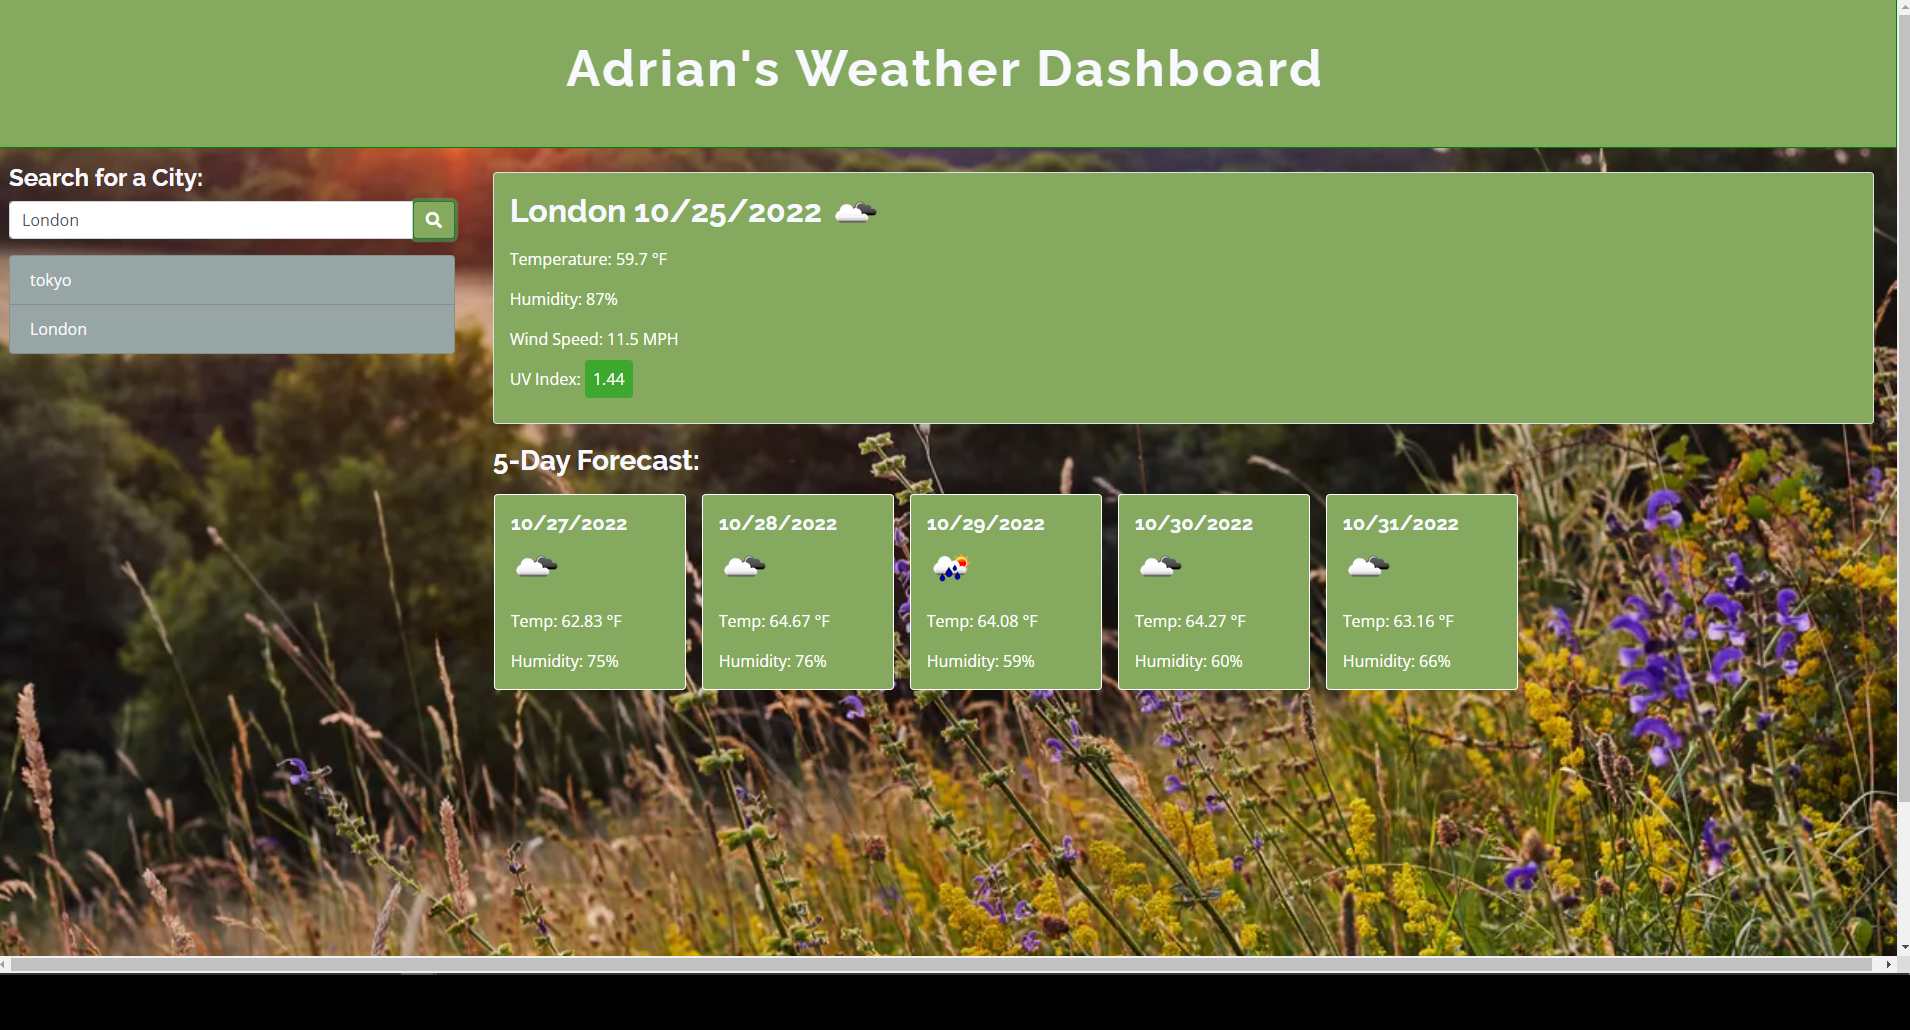 Adrian's Weather Dashboard
Search for a City:
London
tokyo
London
London 10/25/2022
Temperature: 59.7 °F
Humidity: 87%
Wind Speed: 11.5 MPH
UV Index: 1.44
5-Day Forecast:
10/27/2022
Temp: 62.83 °F
Humidity: 75%
10/28/2022
Temp: 64.67 °F
Humidity: 76%
10/29/2022
Temp: 64.08 °F
Humidity: 59%
10/30/2022
Temp: 64.27 °F
Humidity: 60%
10/31/2022
Temp: 63.16 °F
Humidity: 66%